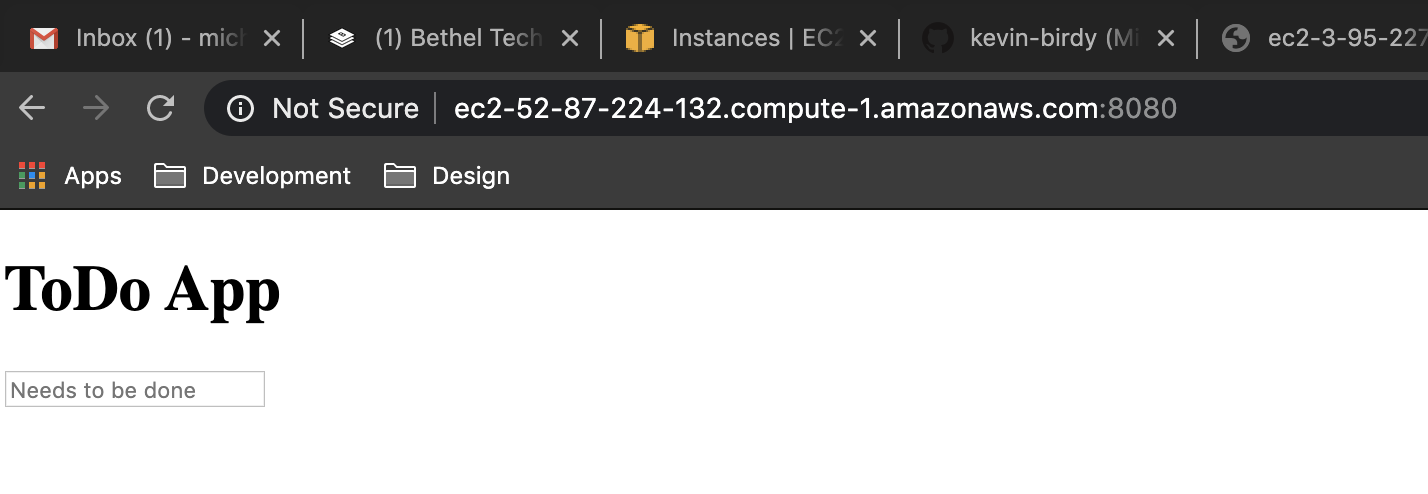 Inbox (1) - mich (1) Bethel Tech Instances | EC2 kevin-birdy (Mi ec2-3-95-227
Not Secure ec2-52-87-224-132.compute-1.amazonaws.com:8080
Apps Development Design
ToDo App
Needs to be done